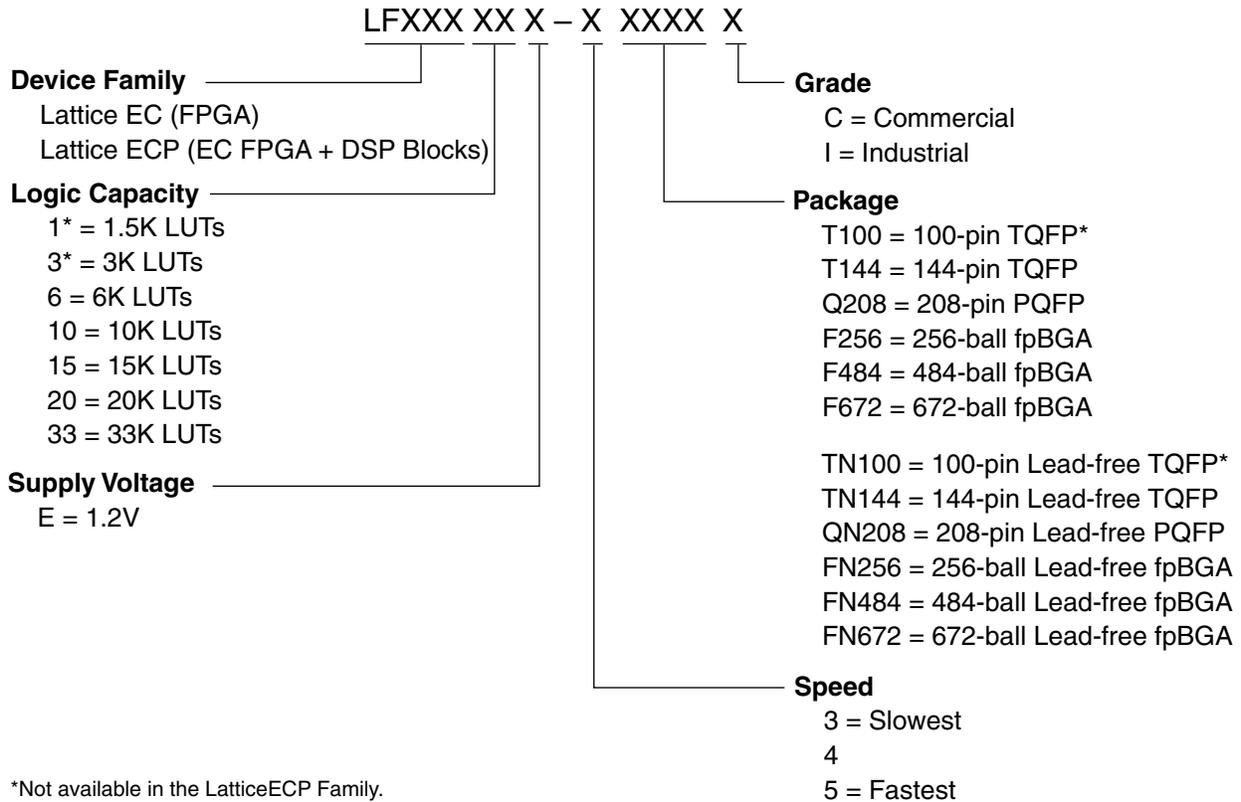 LFXXX XX X – X XXXX X
Device Family
Lattice EC (FPGA)
Lattice ECP (EC FPGA + DSP Blocks)
Logic Capacity
1* = 1.5K LUTs
3* = 3K LUTs
6 = 6K LUTs
10 = 10K LUTs
15 = 15K LUTs
20 = 20K LUTs
33 = 33K LUTs
Supply Voltage
E = 1.2V
Grade
C = Commercial
I = Industrial
Package
T100 = 100-pin TQFP*
T144 = 144-pin TQFP
Q208 = 208-pin PQFP
F256 = 256-ball fpBGA
F484 = 484-ball fpBGA
F672 = 672-ball fpBGA
TN100 = 100-pin Lead-free TQFP*
TN144 = 144-pin Lead-free TQFP
QN208 = 208-pin Lead-free PQFP
FN256 = 256-ball Lead-free fpBGA
FN484 = 484-ball Lead-free fpBGA
FN672 = 672-ball Lead-free fpBGA
Speed
3 = Slowest
4
5 = Fastest
*Not available in the LatticeECP Family.